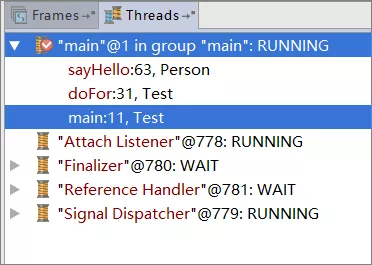 Frames Threads
"main"@1 in group "main": RUNNING
sayHello:63, Person
doFor:31, Test
main:11, Test
"Attach Listener"@778: RUNNING
"Finalizer"@780: WAIT
"Reference Handler"@781: WAIT
"Signal Dispatcher"@779: RUNNING